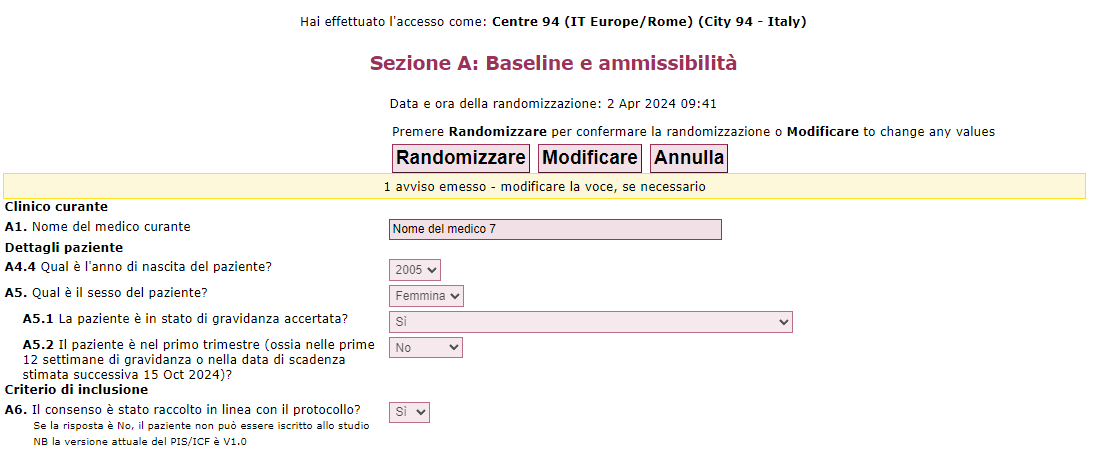 Hai effettuato l'accesso come: Centre 94 (IT Europe/Rome) (City 94 - Italy)
Sezione A: Baseline e ammissibilità
Data e ora della randomizzazione: 2 Apr 2024 09:41
Premere Randomizzare per confermare la randomizzazione o Modificare to change any values
Randomizzare Modificare Annulla
1 avviso emesso - modificare la voce, se necessario
Clinico curante
A1. Nome del medico curante Nome del medico 7
Dettagli paziente
A4.4 Qual è l'anno di nascita del paziente? 2005
A5. Qual è il sesso del paziente? Femmina
A5.1 La paziente è in stato di gravidanza accertata? Sì
A5.2 Il paziente è nel primo trimestre (ossia nelle prime No
12 settimane di gravidanza o nella data di scadenza
stimata successiva 15 Oct 2024)?
Criterio di inclusione
A6. Il consenso è stato raccolto in linea con il protocollo? Sì
Se la risposta è No, il paziente non può essere iscritto allo studio
NB la versione attuale del PIS/ICF è V1.0